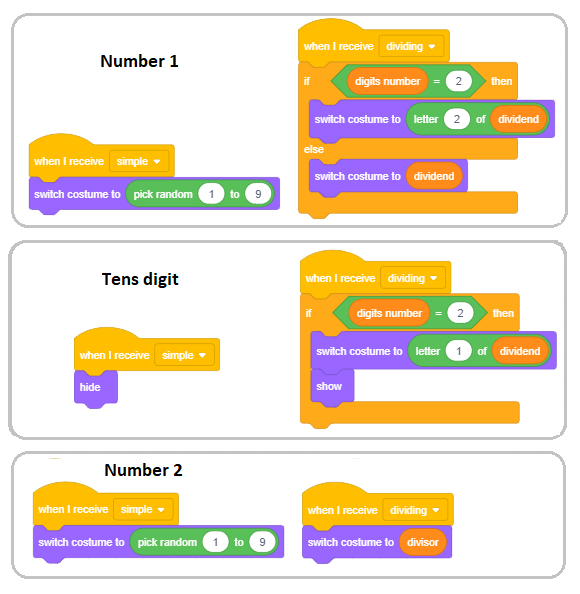 Number 1
when I receive simple
switch costume to pick random 1 to 9
when I receive dividing
if digits number = 2 then
switch costume to letter 2 of dividend
else
switch costume to dividend
Tens digit
when I receive simple
hide
when I receive dividing
if digits number = 2 then
switch costume to letter 1 of dividend
show
Number 2
when I receive simple
switch costume to pick random 1 to 9
when I receive dividing
switch costume to divisor